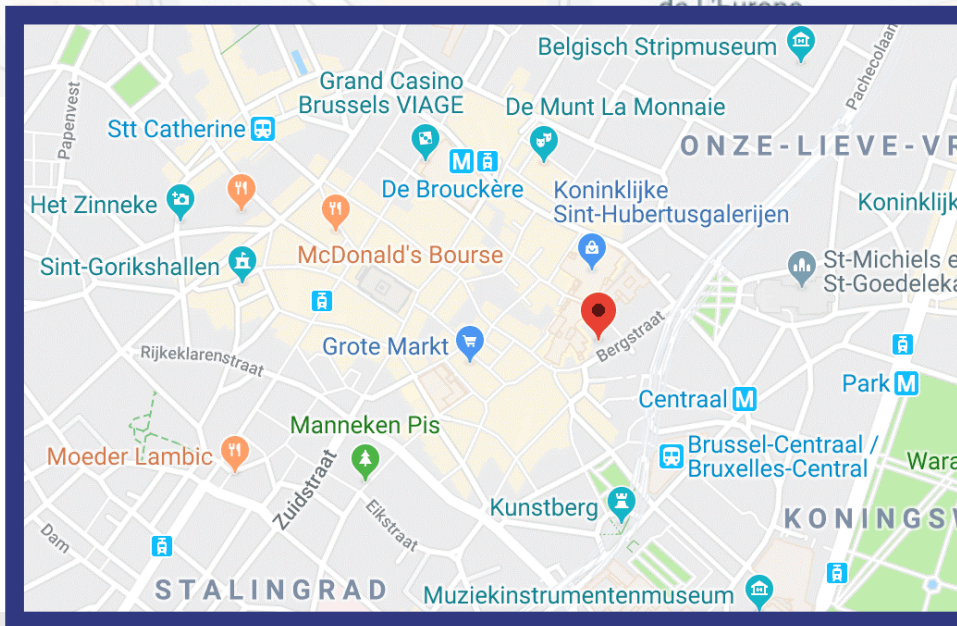 Belgisch Stripmuseum
Pachecolaan
Grand Casino
Brussels VIAGE
De Munt La Monnaie
Papenvest
Stt Catherine
M
ONZE-LIEVE-VR
De Brouckère
Koninklijke
Sint-Hubertusgalerijen
Het Zinneke
Koninklijk
McDonald's Bourse
Sint-Gorikshallen
St-Michiels e
St-Goedeleka
Bergstraat
Grote Markt
Rijkeklarenstraat
Centraal M
Park M
Manneken Pis
Moeder Lambic
Brussel-Centraal /
Bruxelles-Central
Wara
Zuidstraat
Eikstraat
Kunstberg
KONINGSW
Dam
STALINGRAD
Muziekinstrumentenmuseum